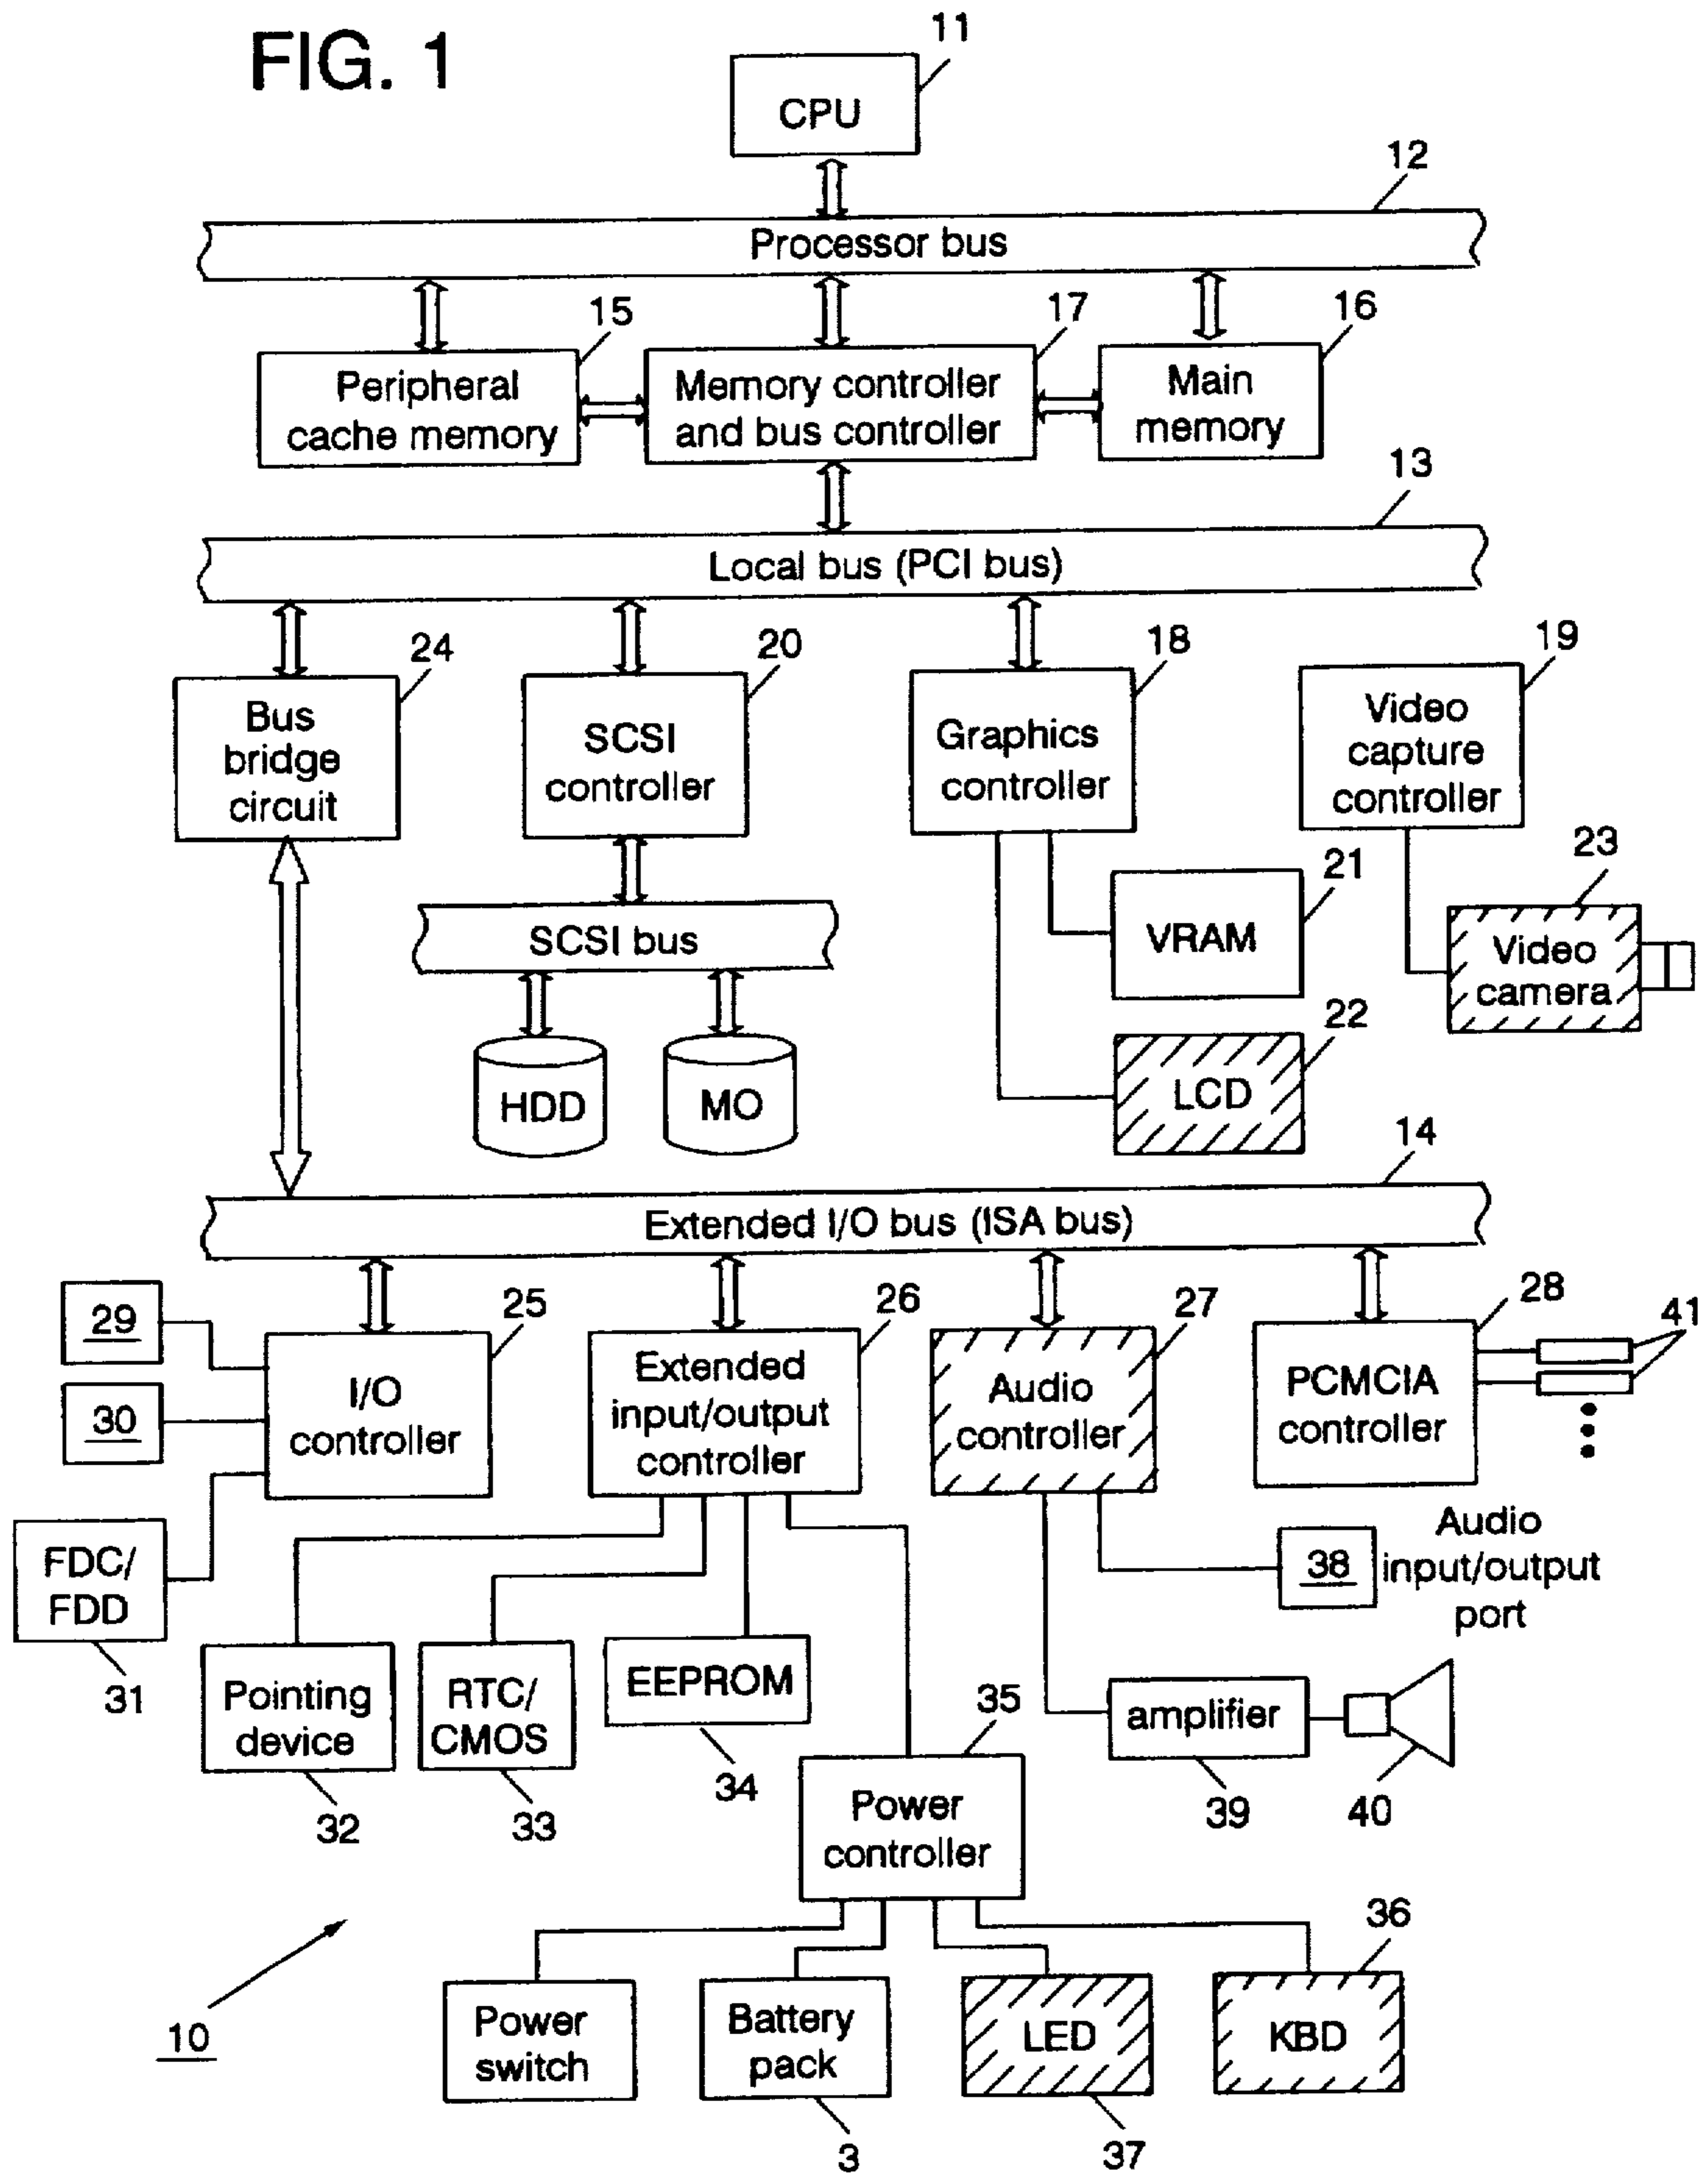 FIG. 1
11
CPU
12
Processor bus
15
17
16
Peripheral
cache memory
Memory controller
and bus controller
Main
memory
13
Local bus (PCI bus)
24
20
18
19
Bus
bridge
circuit
SCSI
controller
Graphics
controller
Video
capture
controller
21
23
VRAM
Video
camera
SCSI bus
22
HDD
MO
LCD
14
Extended I/O bus (ISA bus)
29
25
26
27
28
41
30
I/O
controller
Extended
input/output
controller
Audio
controller
PCMCIA
controller
FDC/
FDD
31
38
Audio
input/output
port
Pointing
device
32
RTC/
CMOS
33
EEPROM
34
35
Power
controller
amplifier
39
40
36
10
Power
switch
Battery
pack
LED
KBD
3
37